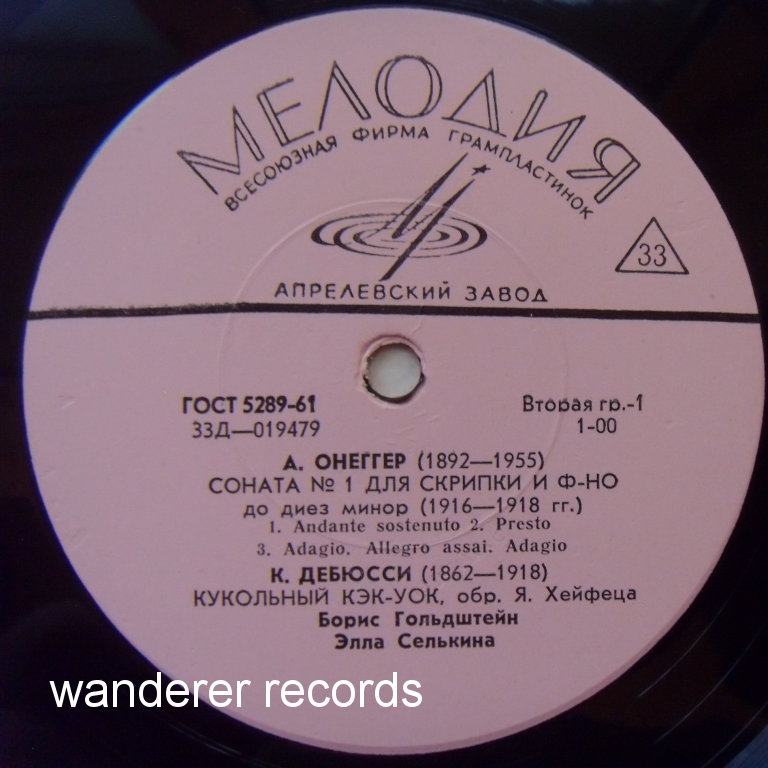 МЕЛОДИЯ
ВСЕСОЮЗНАЯ ФИРМА ГРАМПЛАСТИНОК
33
АПРЕЛЕВСКИЙ ЗАВОД
ГОСТ 5289-61
Вторая гр.-1
33Д—019479
1-00
А. ОНЕГГЕР (1892—1955)
СОНАТА № 1 ДЛЯ СКРИПКИ И Ф-НО
до диез минор (1916—1918 гг.)
1. Andante sostenuto 2. Presto
3. Adagio. Allegro assai. Adagio
К. ДЕБЮССИ (1862—1918)
КУКОЛЬНЫЙ КЭК-УОК, обр. Я. Хейфеца
Борис Гольдштейн
Элла Селькина
wanderer records